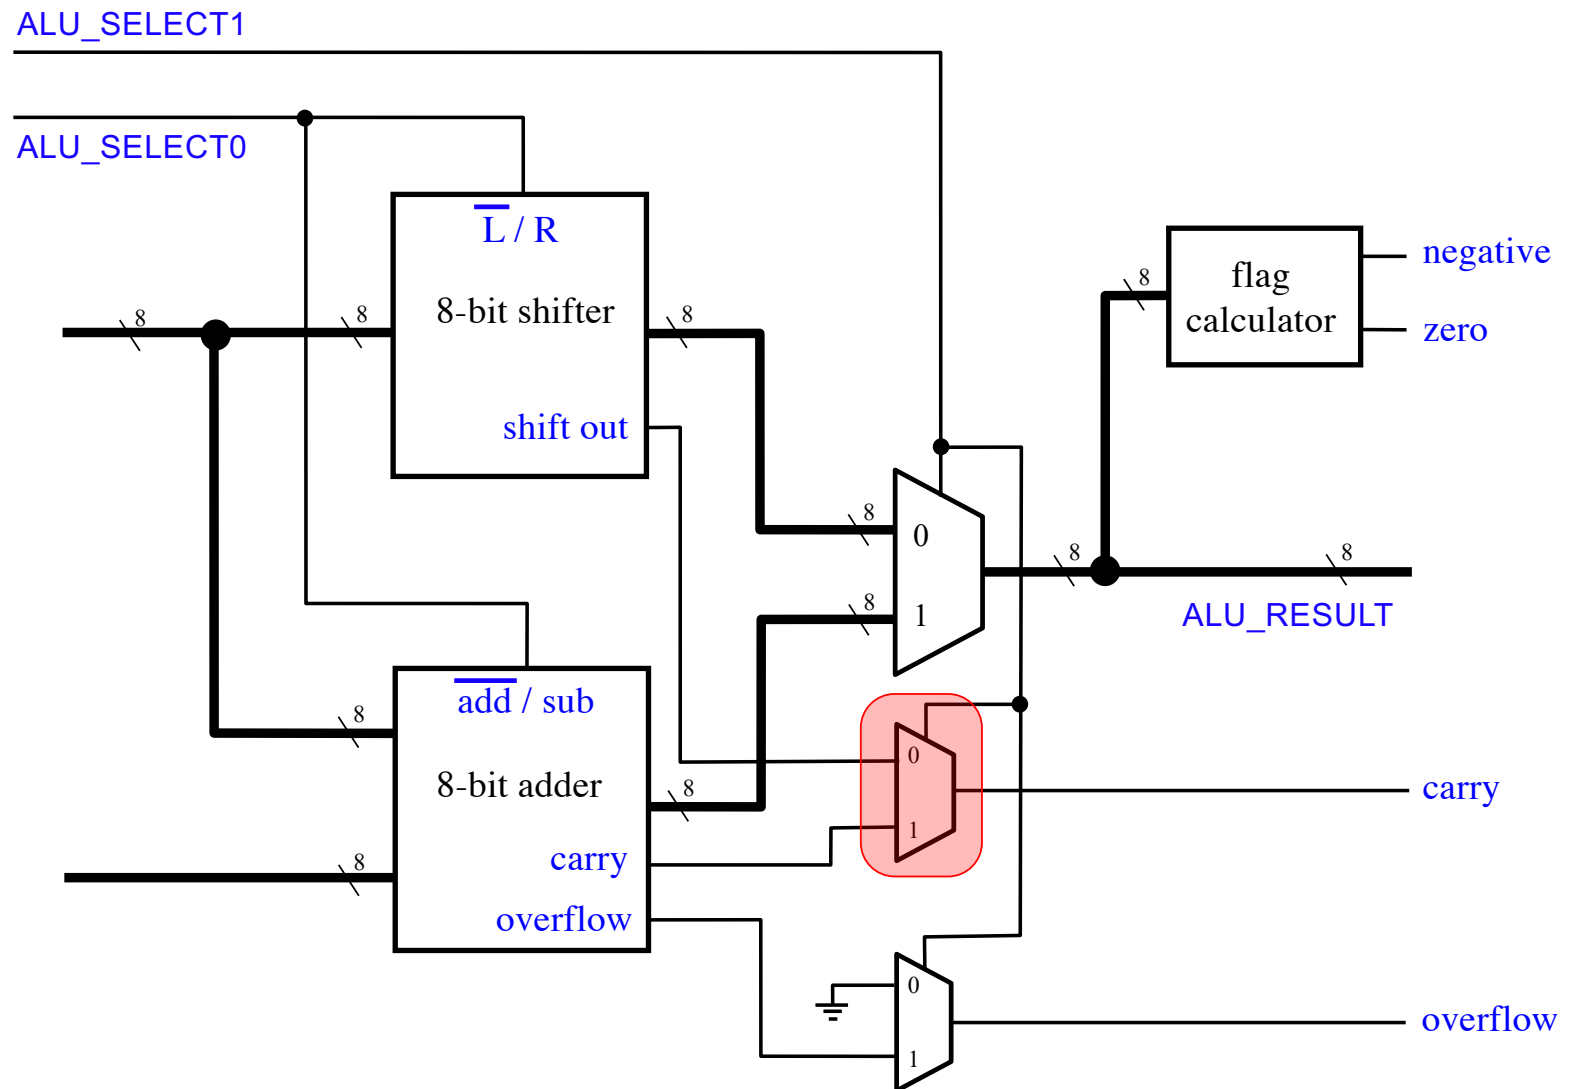 ALU_SELECT1
ALU_SELECT0
L / R
8-bit shifter
8
8
8
shift out
flag
calculator
8
negative
zero
8
0
8
1
8
8
ALU_RESULT
add / sub
8-bit adder
8
8
8
carry
overflow
0
1
carry
0
1
overflow